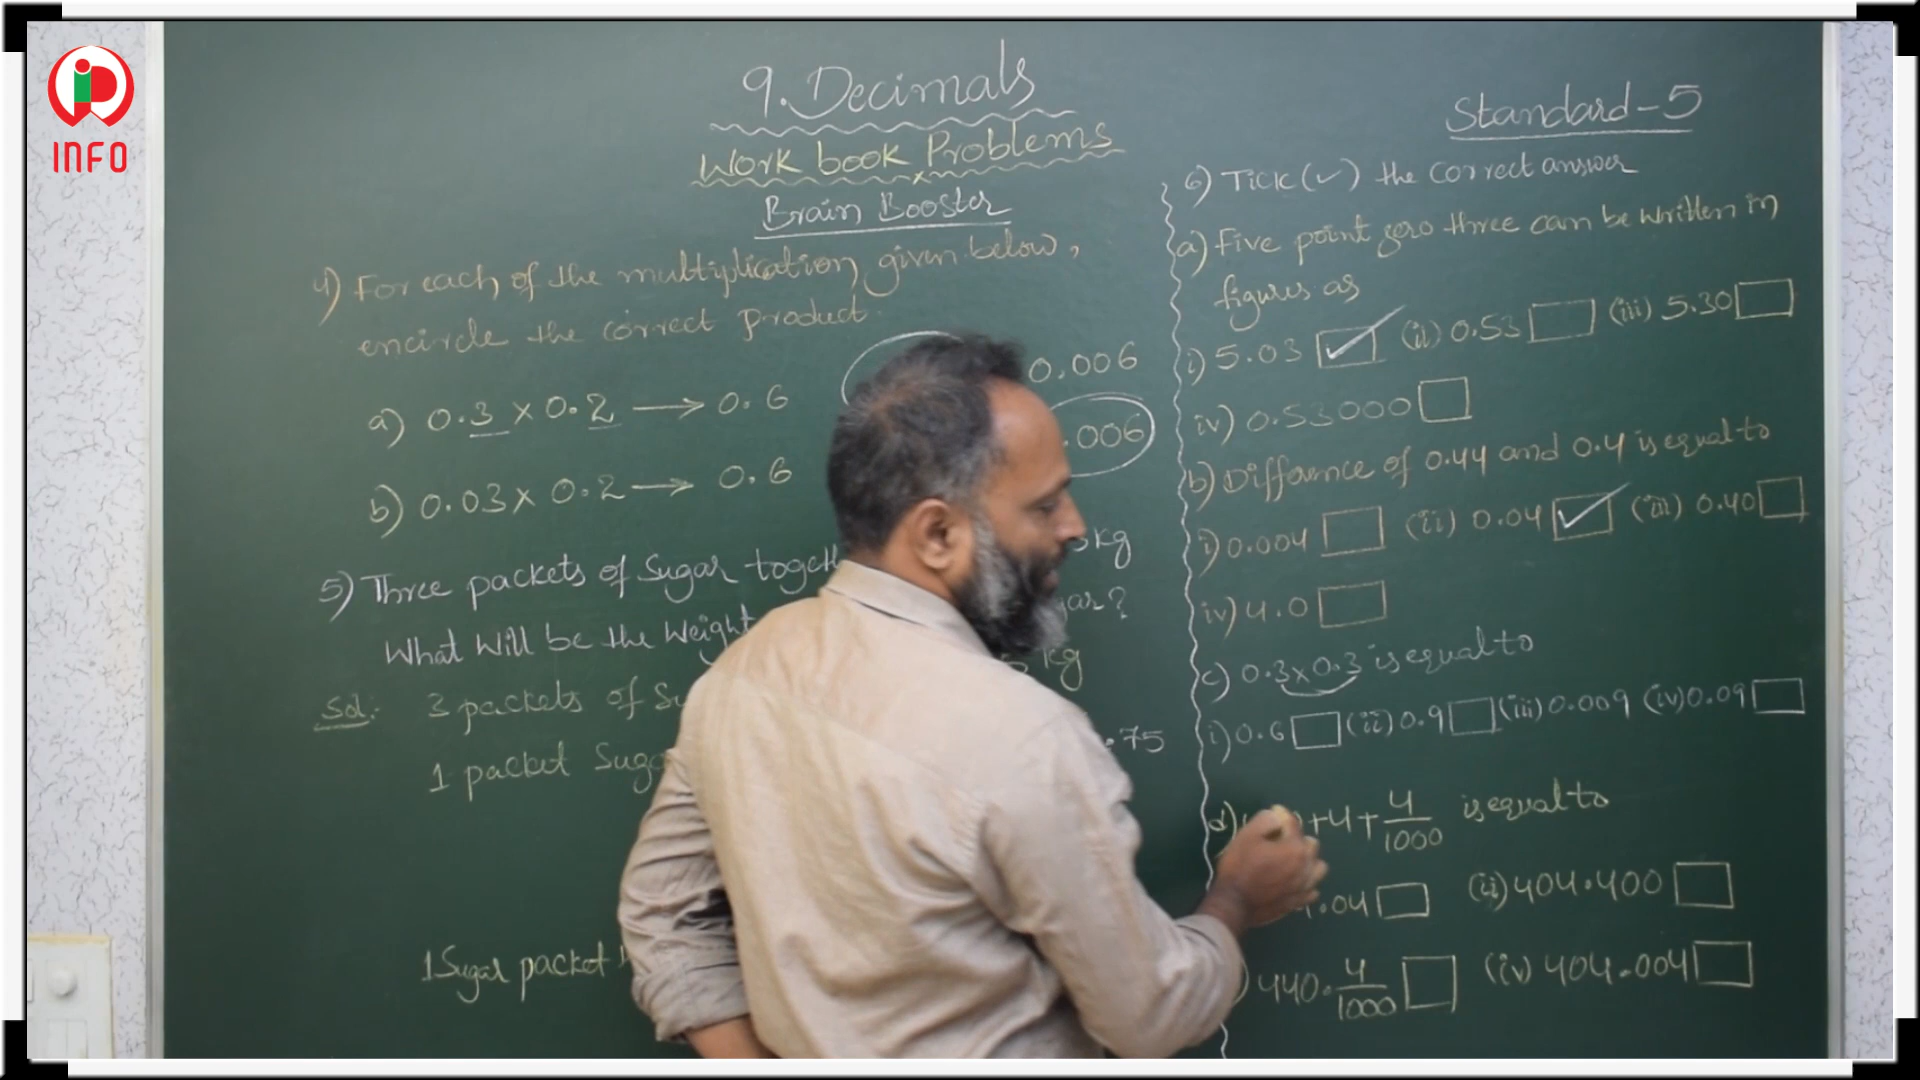 INFO
9. Decimals
Standard-5
Work book Problems
Brain Booster
4) For each of the multiplication given below,
encircle the correct product.
a) 0.3 x 0.2 → 0.6 0.006
b) 0.03 x 0.2 → 0.6 .006
5) Three packets of Sugar kg
What Will be the Weight ?
Sol: 3 packets of kg
1 packet .75
1 Sugar packet
6) Tick (✓) the correct answer
a) Five point zero three can be written in
figures as
i) 5.03 ✓ (ii) 0.53 (iii) 5.30
iv) 0.53000
b) Difference of 0.44 and 0.4 is equal to
i) 0.004 (ii) 0.04 ✓ (iii) 0.40
iv) 4.0
c) 0.3x0.3 is equal to
i) 0.6 (ii) 0.9 (iii) 0.009 (iv) 0.09
d) +4+4/1000 is equal to
4.04 (ii) 404.400
) 440.4/1000 (iv) 404.004